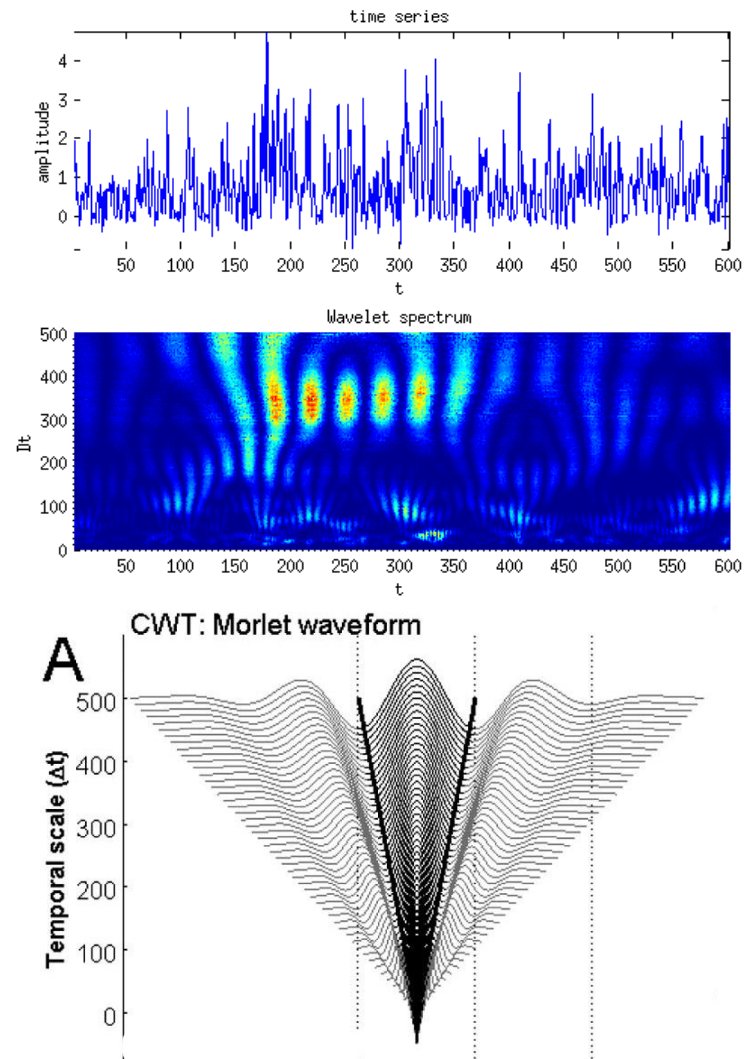 time series
amplitude
4
3
2
1
0
50 100 150 200 250 300 350 400 450 500 550 600
t
Wavelet spectrum
Dt
500
400
300
200
100
0
50 100 150 200 250 300 350 400 450 500 550 600
t
A
CWT: Morlet waveform
Temporal scale (Δt)
500
400
300
200
100
0